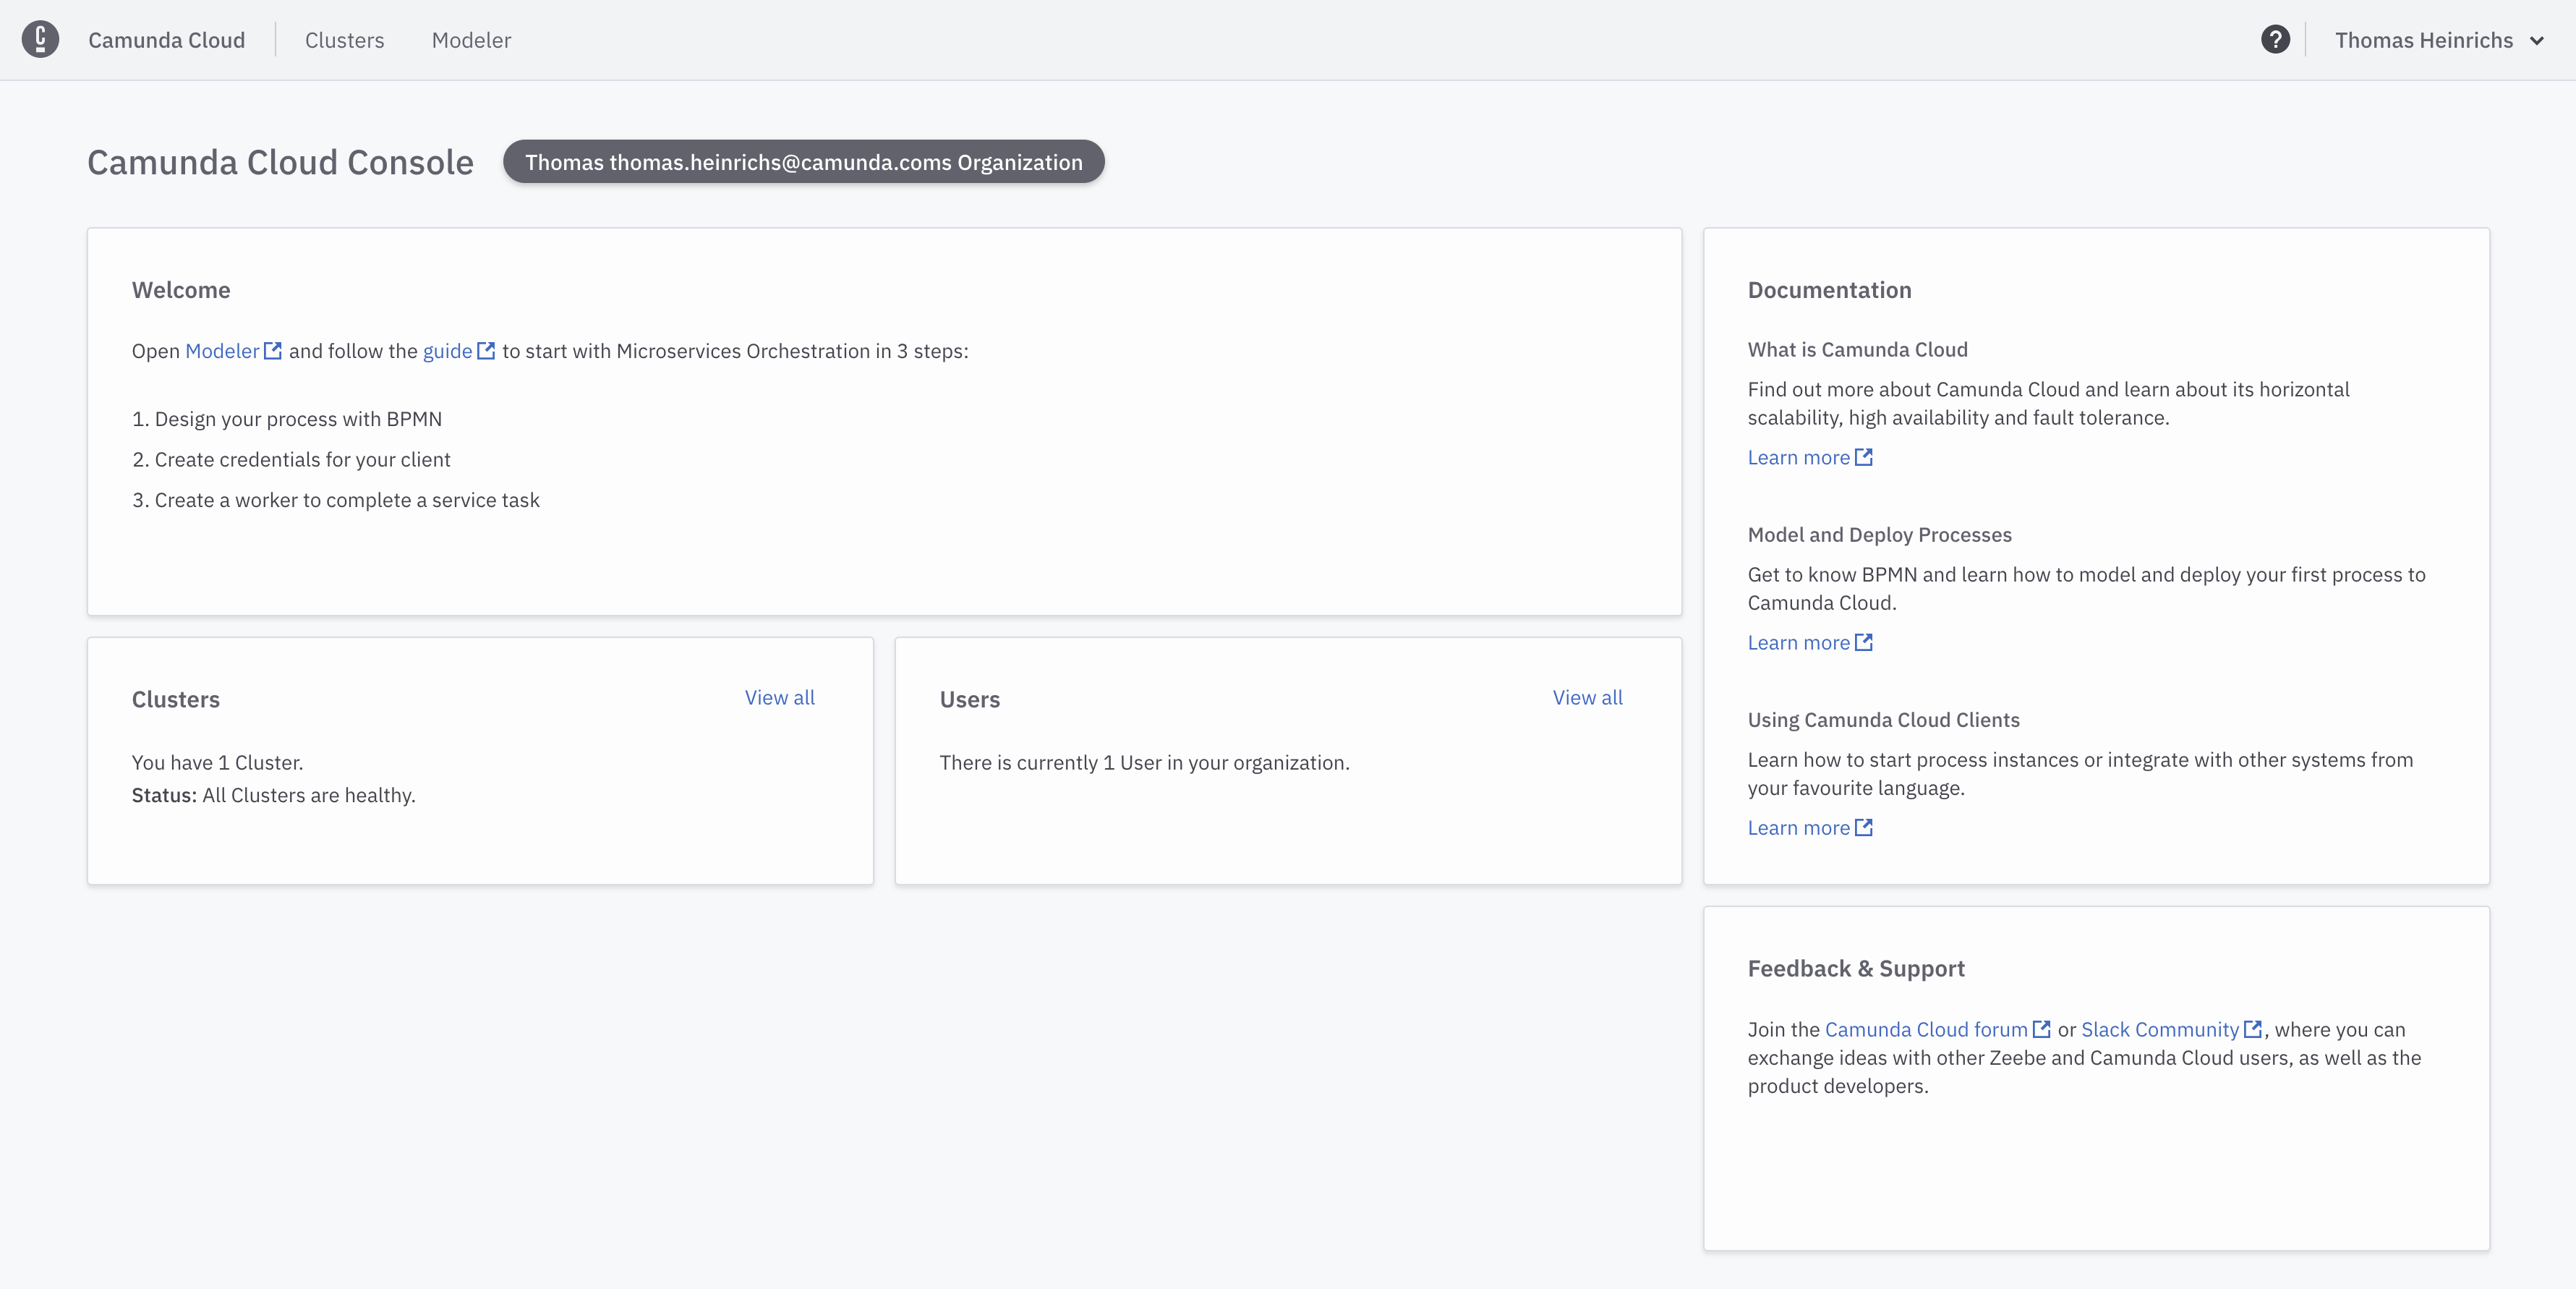 Camunda Cloud
Clusters
Modeler
?
Thomas Heinrichs
Camunda Cloud Console
Thomas thomas.heinrichs@camunda.coms Organization
Welcome
Open Modeler and follow the guide to start with Microservices Orchestration in 3 steps:
1. Design your process with BPMN
2. Create credentials for your client
3. Create a worker to complete a service task
Clusters
View all
You have 1 Cluster.
Status: All Clusters are healthy.
Users
View all
There is currently 1 User in your organization.
Documentation
What is Camunda Cloud
Find out more about Camunda Cloud and learn about its horizontal
scalability, high availability and fault tolerance.
Learn more
Model and Deploy Processes
Get to know BPMN and learn how to model and deploy your first process to
Camunda Cloud.
Learn more
Using Camunda Cloud Clients
Learn how to start process instances or integrate with other systems from
your favourite language.
Learn more
Feedback & Support
Join the Camunda Cloud forum or Slack Community, where you can
exchange ideas with other Zeebe and Camunda Cloud users, as well as the
product developers.